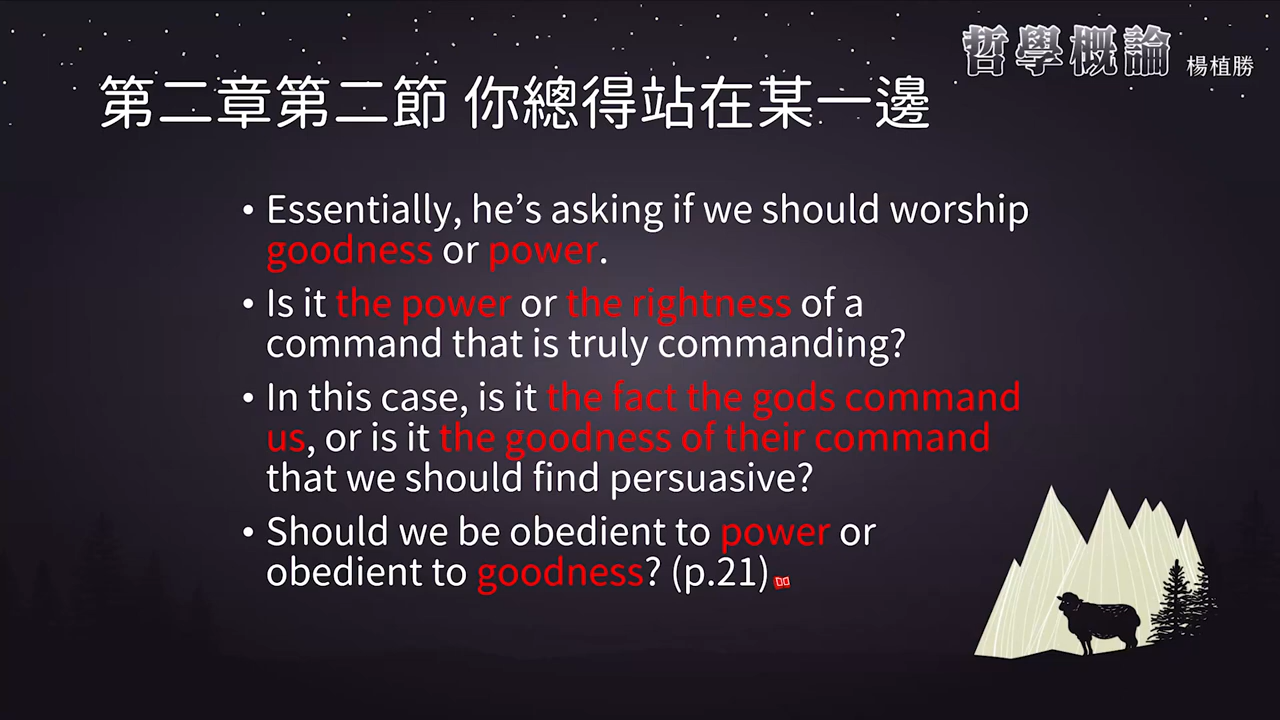 哲學概論 楊植勝
第二章第二節 你總得站在某一邊
• Essentially, he’s asking if we should worship
goodness or power.
• Is it the power or the rightness of a
command that is truly commanding?
• In this case, is it the fact the gods command
us, or is it the goodness of their command
that we should find persuasive?
• Should we be obedient to power or
obedient to goodness? (p.21)